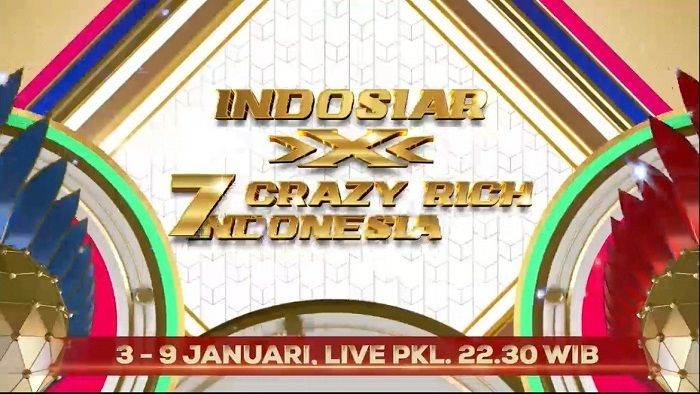 INDOSIAR
X
7 CRAZY RICH
INDONESIA
3 - 9 JANUARI, LIVE PKL. 22.30 WIB